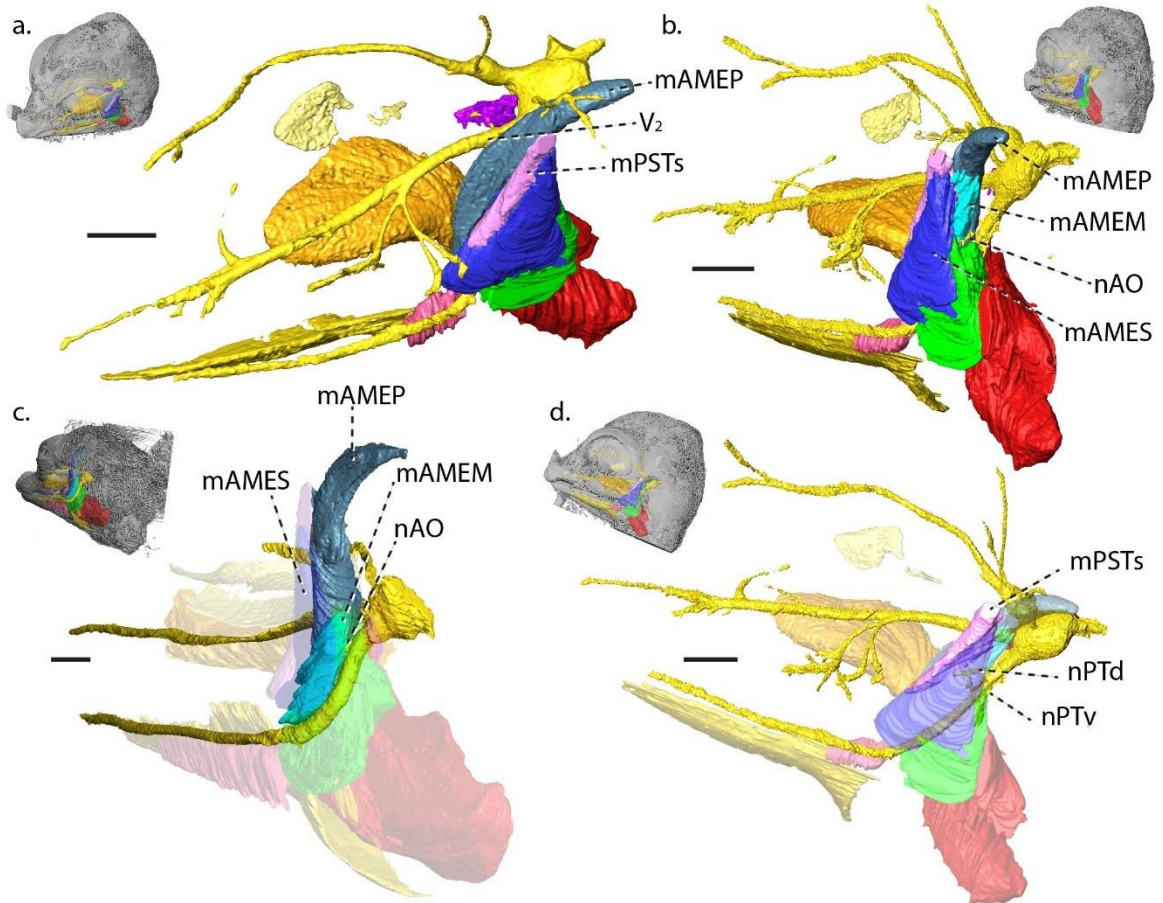 a.
mAMEP
V2
mPSTs
b.
mAMEP
mAMEM
nAO
mAMES
c.
mAMEP
mAMES
mAMEM
nAO
d.
mPSTs
nPTd
nPTv